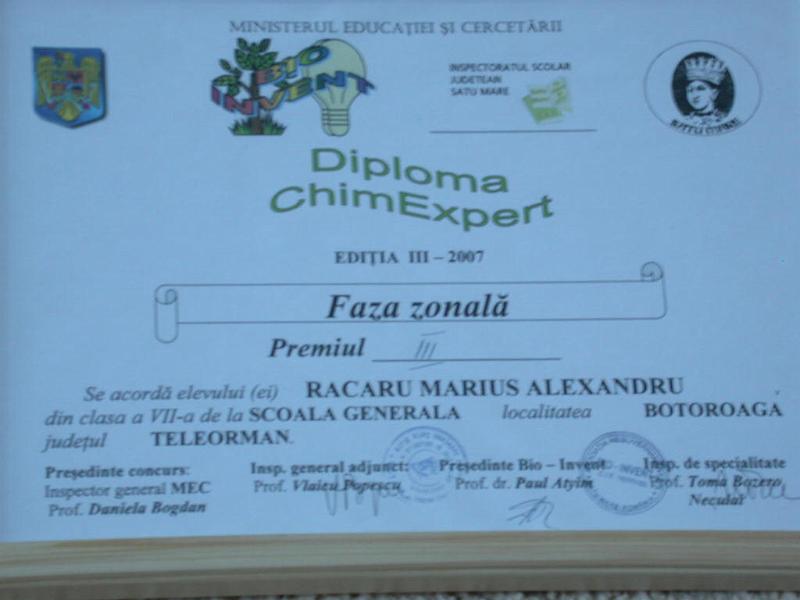 MINISTERUL EDUCAȚIEI ȘI CERCETĂRII
BIO
INVENT
INSPECTORATUL SCOLAR
JUDETEAN
SATU MARE
SATU MARE
Diploma
ChimExpert
EDIȚIA III – 2007
Faza zonală
Premiul III
Se acordă elevului (ei) RACARU MARIUS ALEXANDRU
din clasa a VII-a de la SCOALA GENERALA localitatea BOTOROAGA
județul TELEORMAN.
Președinte concurs: Insp. general adjunct: Președinte Bio – Invent Insp. de specialitate
Inspector general MEC Prof. Vlaicu Popescu Prof. dr. Paul Atyim Prof. Toma Bozero
Prof. Daniela Bogdan Neculai